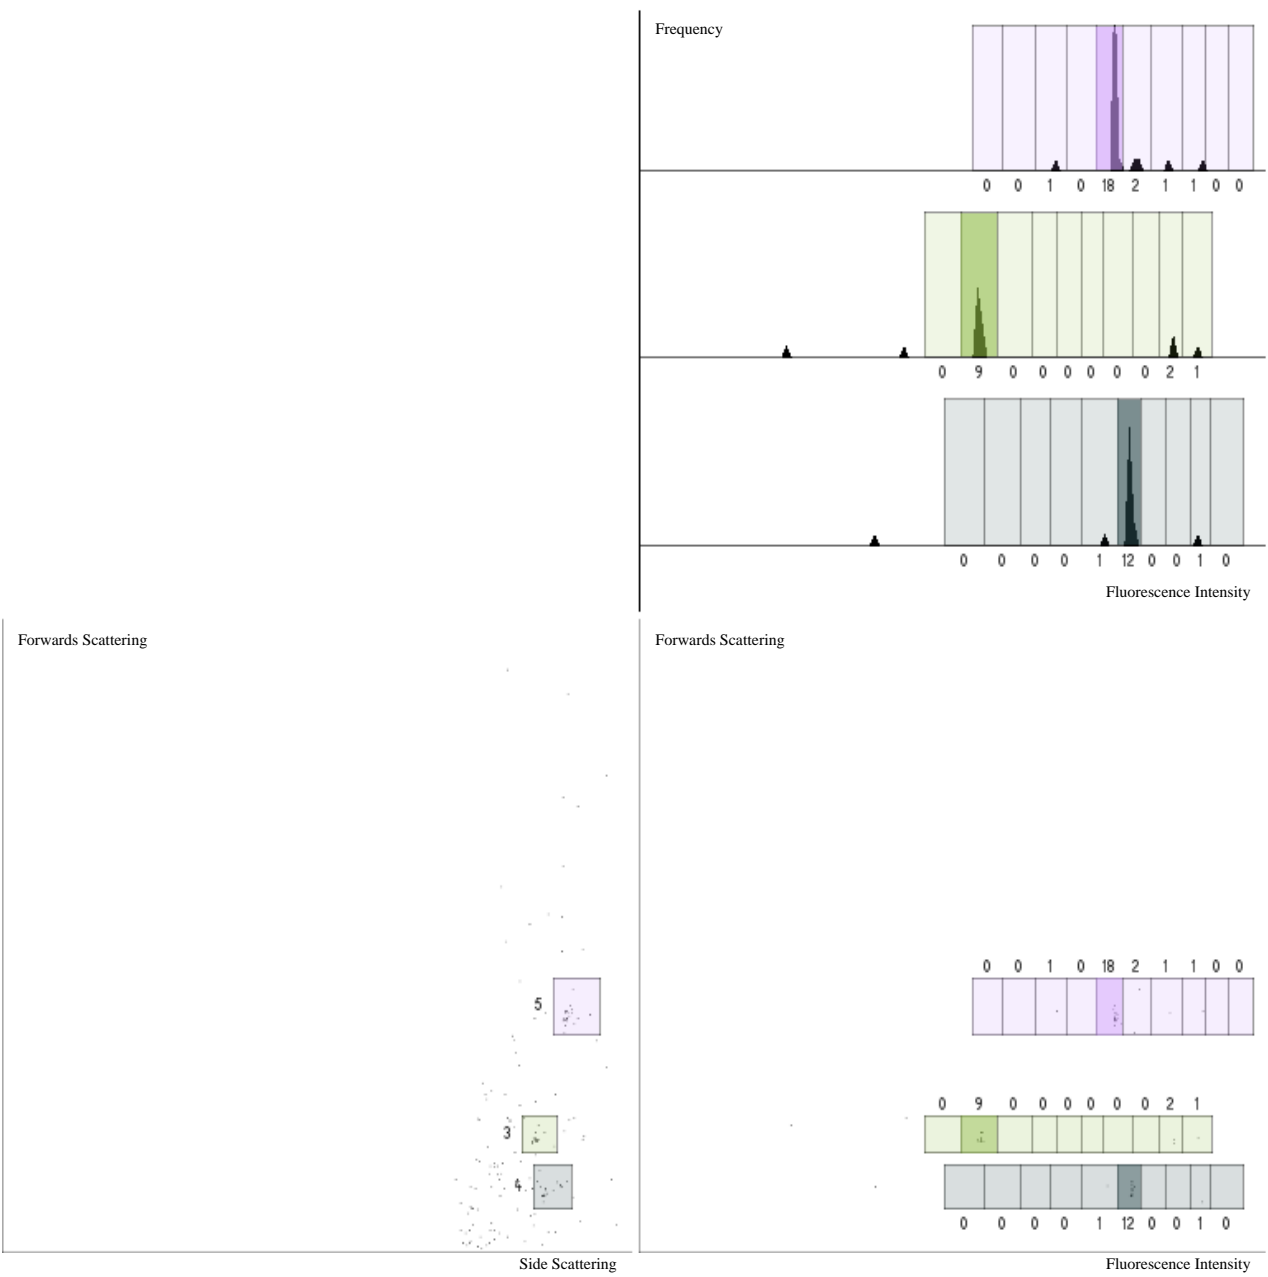 Frequency
0 0 1 0 18 2 1 1 0 0
0 9 0 0 0 0 0 0 2 1
0 0 0 0 1 12 0 0 1 0
Fluorescence Intensity
Forwards Scattering
5
3
4
Side Scattering
Forwards Scattering
0 0 1 0 18 2 1 1 0 0
0 9 0 0 0 0 0 0 2 1
0 0 0 0 1 12 0 0 1 0
Fluorescence Intensity